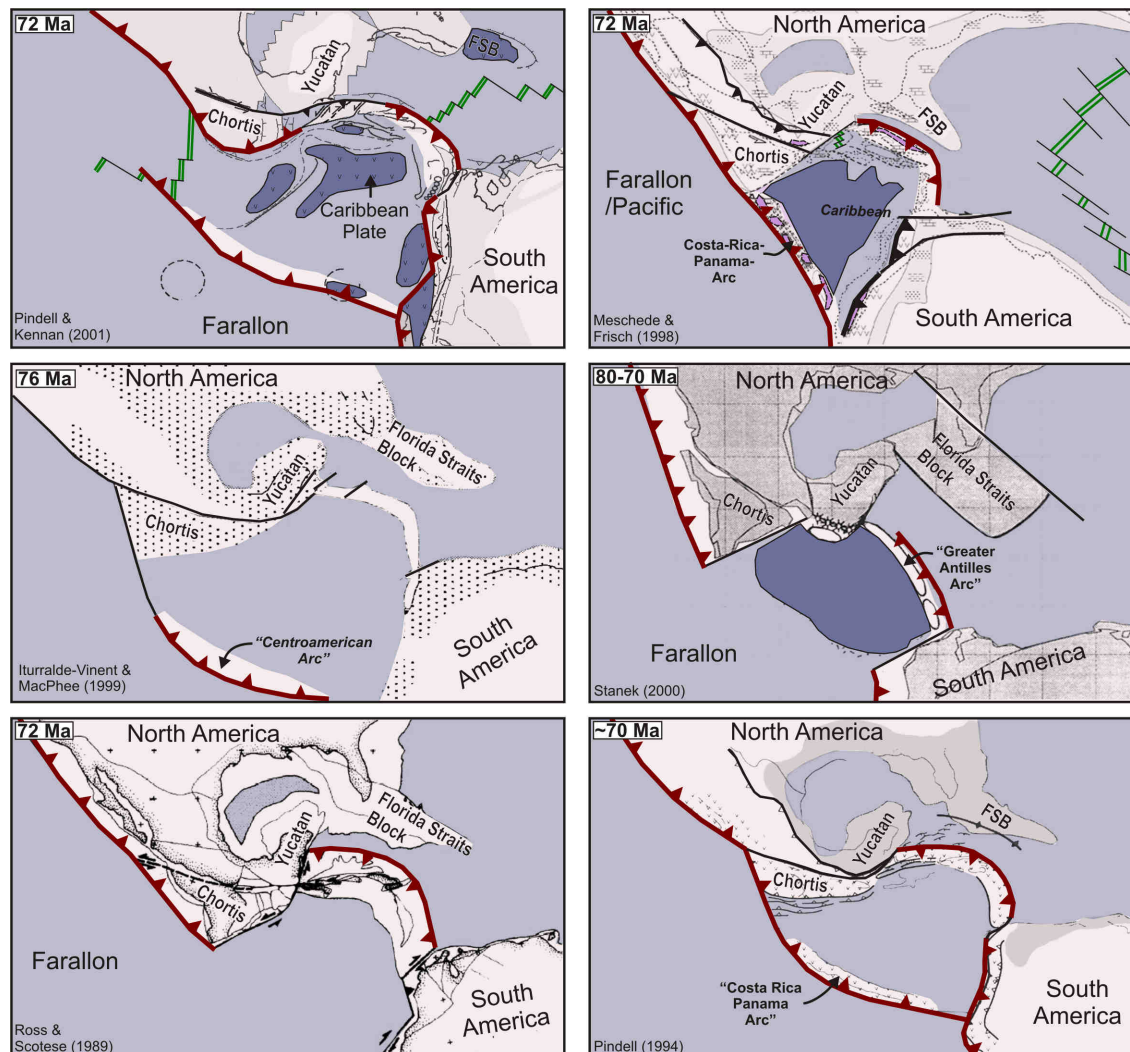 72 Ma
FSB
Yucatan
Chortis
Caribbean
Plate
South
America
Farallon
Pindell &
Kennan (2001)
72 Ma
North America
FSB
Yucatan
Chortis
Farallon
/Pacific
Caribbean
Costa-Rica-
Panama-
Arc
South America
Meschede &
Frisch (1998)
76 Ma
North America
Florida Straits
Block
Yucatan
Chortis
"Centroamerican
Arc"
South
America
Iturralde-Vinent &
MacPhee (1999)
80-70 Ma
North America
Florida Straits
Block
Yucatan
Chortis
"Greater
Antilles
Arc"
Farallon
South America
Stanek (2000)
72 Ma
North America
Florida Straits
Block
Yucatan
Chortis
Farallon
South
America
Ross &
Scotese (1989)
~70 Ma
North America
FSB
Yucatan
Chortis
"Costa Rica
Panama
Arc"
South
America
Pindell (1994)